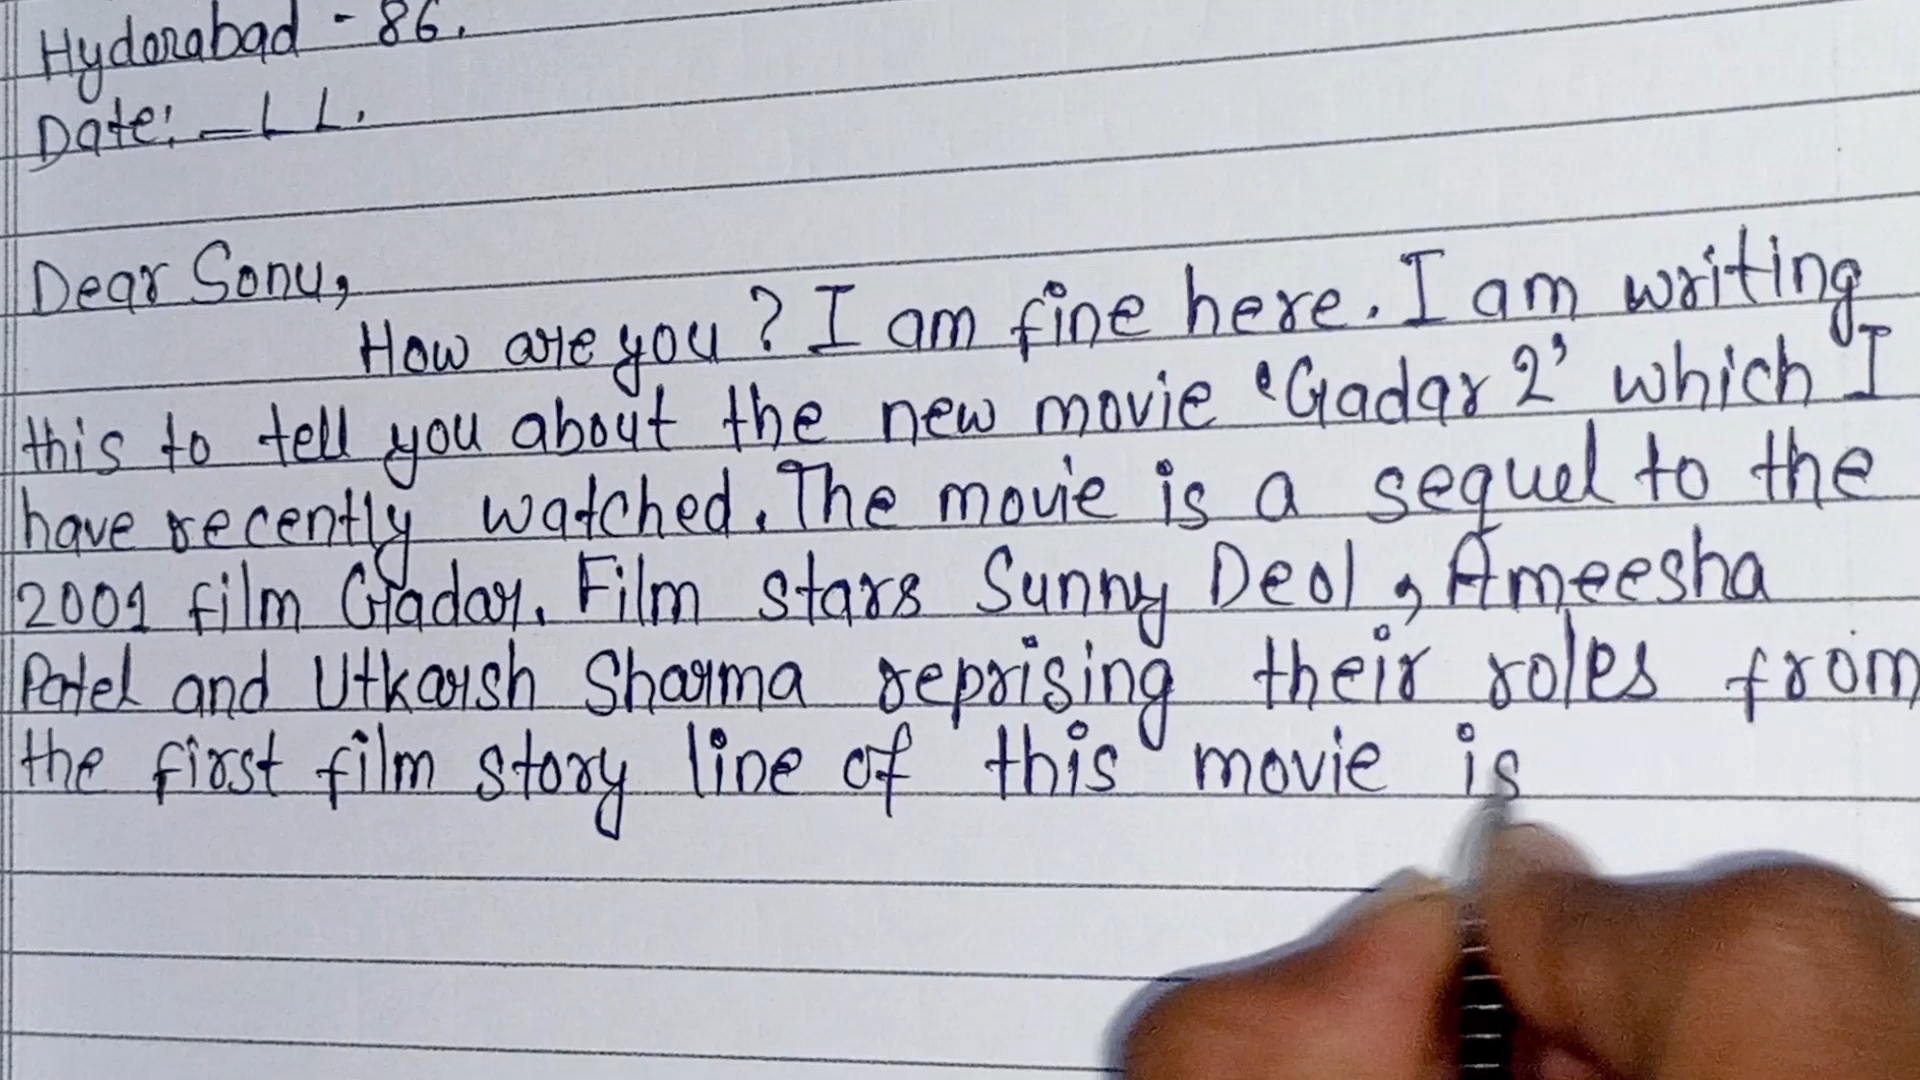 Hyderabad - 86.
Date: _ L L.
Dear Sonu,
How are you? I am fine here. I am writing
this to tell you about the new movie 'Gadar 2' which I
have recently watched. The movie is a sequel to the
2001 film Gadar. Film stars Sunny Deol, Ameesha
Patel and Utkarsh Sharma reprising their roles from
the first film story line of this movie is